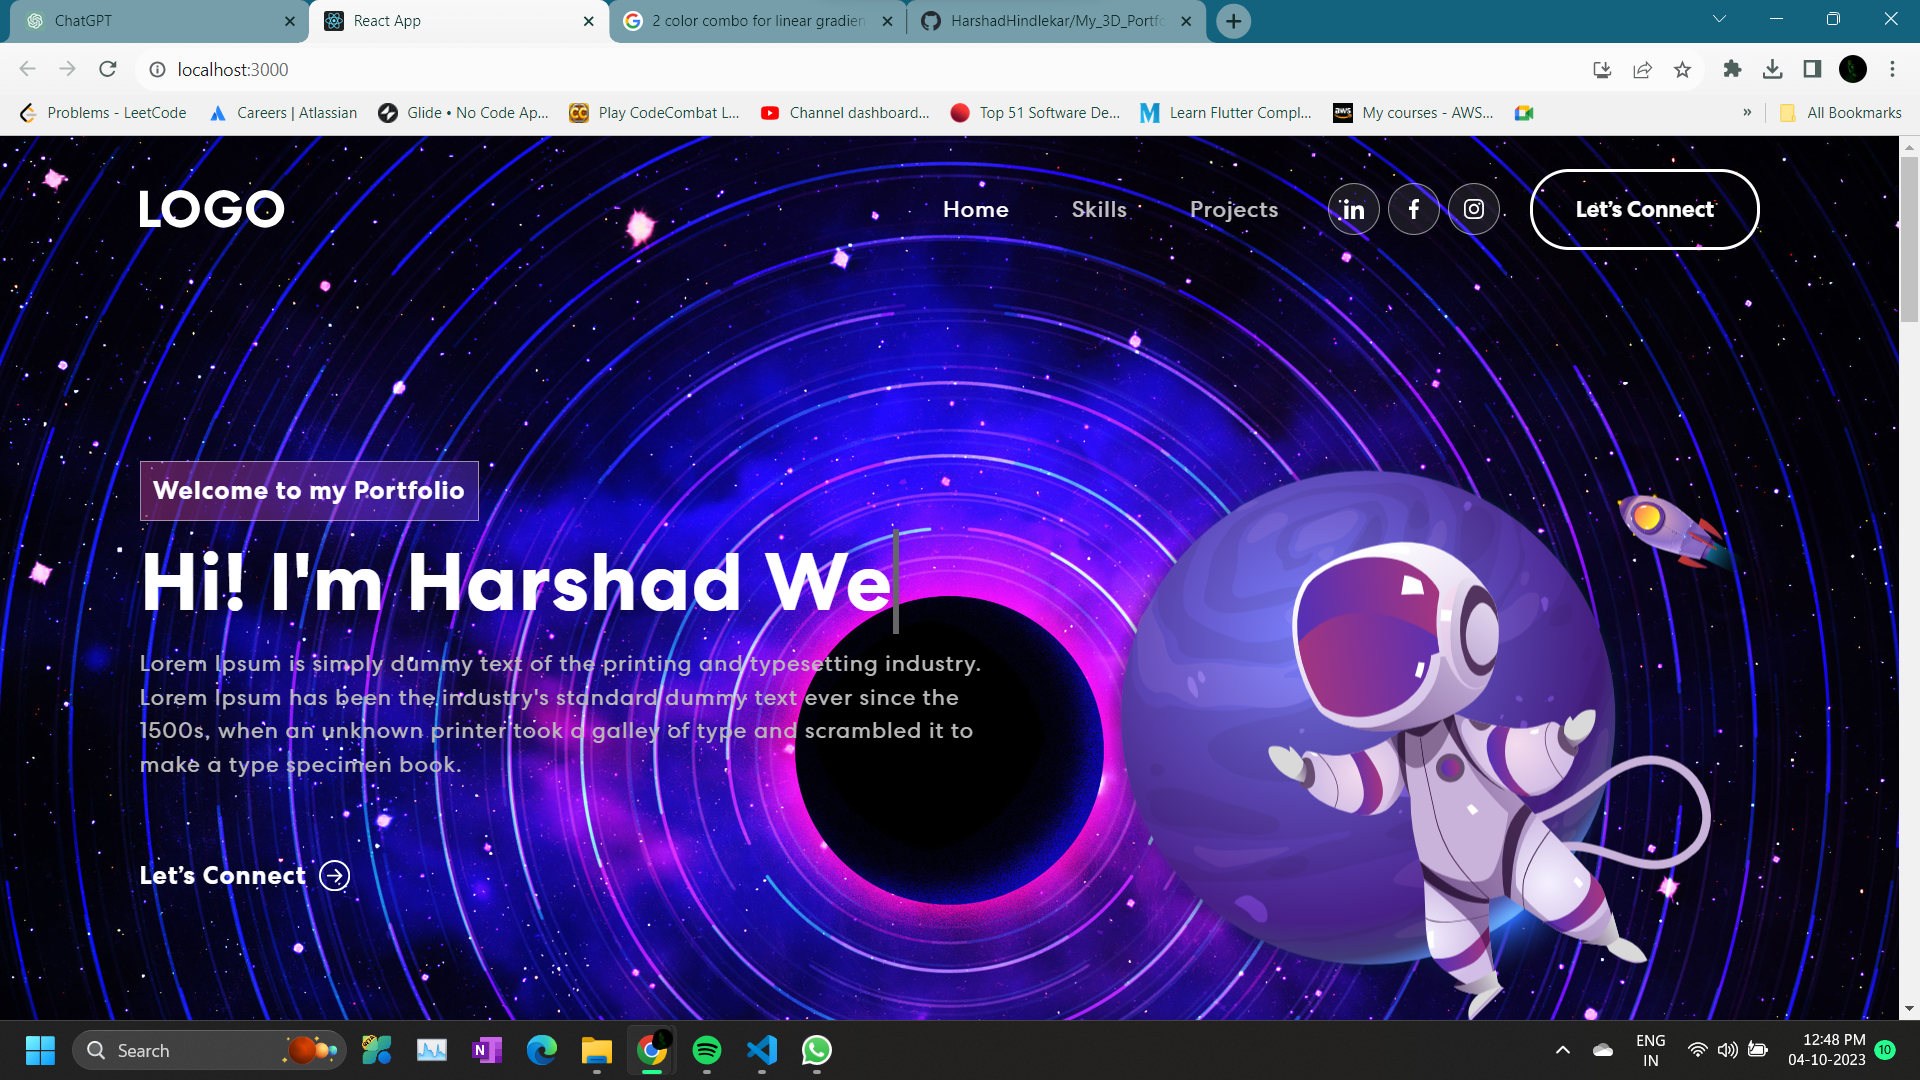 ChatGPT
React App
2 color combo for linear gradien
HarshadHindlekar/My_3D_Portfo
localhost:3000
Problems - LeetCode
Careers | Atlassian
Glide • No Code Ap...
Play CodeCombat L...
Channel dashboard...
Top 51 Software De...
Learn Flutter Compl...
aws
My courses - AWS...
»
All Bookmarks
LOGO
Home
Skills
Projects
in
f
Let’s Connect
Welcome to my Portfolio
Hi! I'm Harshad We
Lorem Ipsum is simply dummy text of the printing and typesetting industry.
Lorem Ipsum has been the industry's standard dummy text ever since the
1500s, when an unknown printer took a galley of type and scrambled it to
make a type specimen book.
Let’s Connect
Search
N
ENG
IN
12:48 PM
04-10-2023
10